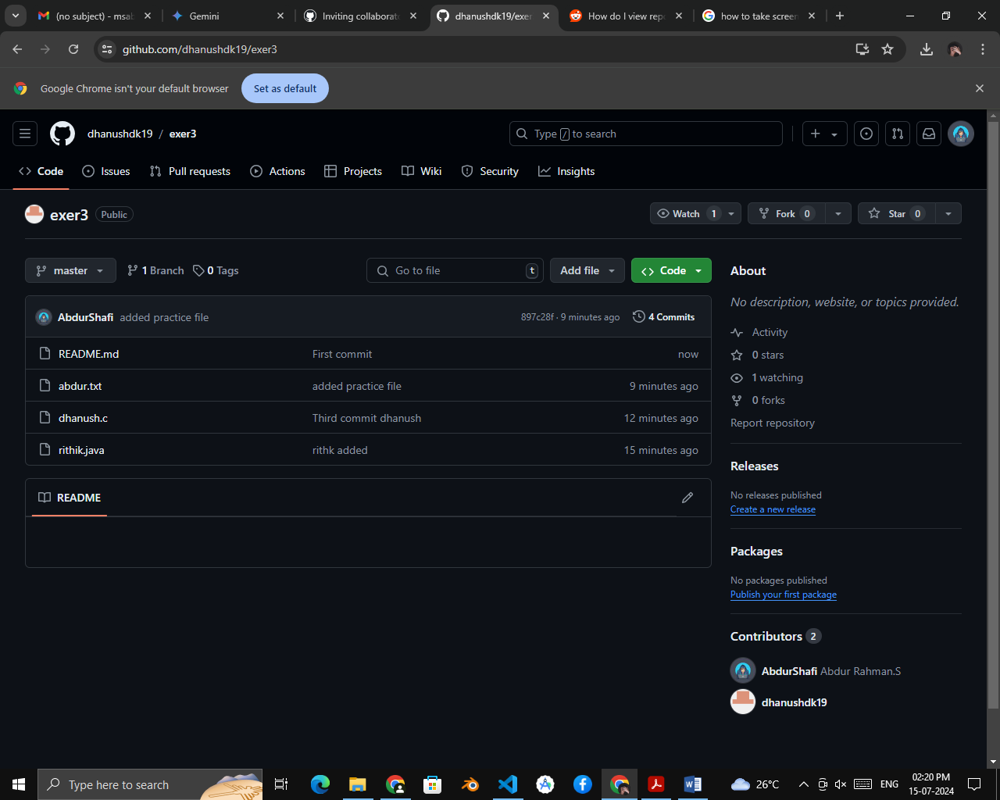 (no subject) - msab
Gemini
Inviting collaborato
dhanushdk19/exer
How do I view repo
how to take screen
github.com/dhanushdk19/exer3
Google Chrome isn't your default browser
Set as default
dhanushdk19 / exer3
Type / to search
Code
Issues
Pull requests
Actions
Projects
Wiki
Security
Insights
exer3 Public
Watch 1
Fork 0
Star 0
master
1 Branch
0 Tags
Go to file
t
Add file
Code
AbdurShafi added practice file
897c28f · 9 minutes ago
4 Commits
README.md First commit now
abdur.txt added practice file 9 minutes ago
dhanush.c Third commit dhanush 12 minutes ago
rithik.java rithk added 15 minutes ago
README
About
No description, website, or topics provided.
Activity
0 stars
1 watching
0 forks
Report repository
Releases
No releases published
Create a new release
Packages
No packages published
Publish your first package
Contributors 2
AbdurShafi Abdur Rahman.S
dhanushdk19
Type here to search
26°C
ENG
02:20 PM
15-07-2024